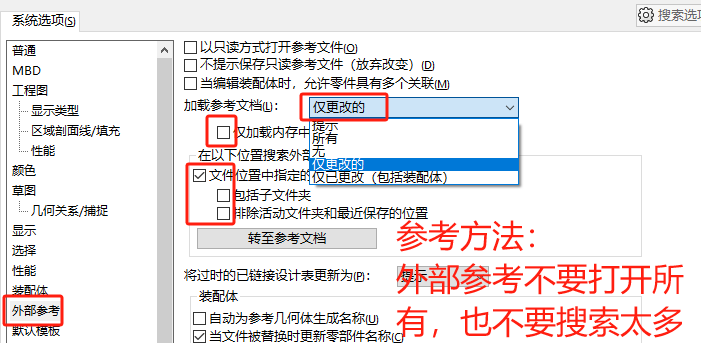 系统选项(S)
搜索选项
普通
MBD
工程图
显示类型
区域剖面线/填充
性能
颜色
草图
几何关系/捕捉
显示
选择
性能
装配体
外部参考
默认模板
以只读方式打开参考文件(O)
不提示保存只读参考文件（放弃改变）(D)
当编辑装配体时，允许零件具有多个关联(M)
加载参考文档(L):
仅更改的
提示
所有
无
仅更改的
仅已更改（包括装配体）
仅加载内存中
在以下位置搜索外部
文件位置中指定的
包括子文件夹
排除活动文件夹和最近保存的位置
转至参考文档
将过时的已链接设计表更新为(P):
提示
装配体
自动为参考几何体生成名称(U)
当文件被替换时更新零部件名称(C)
参考方法：
外部参考不要打开所
有，也不要搜索太多